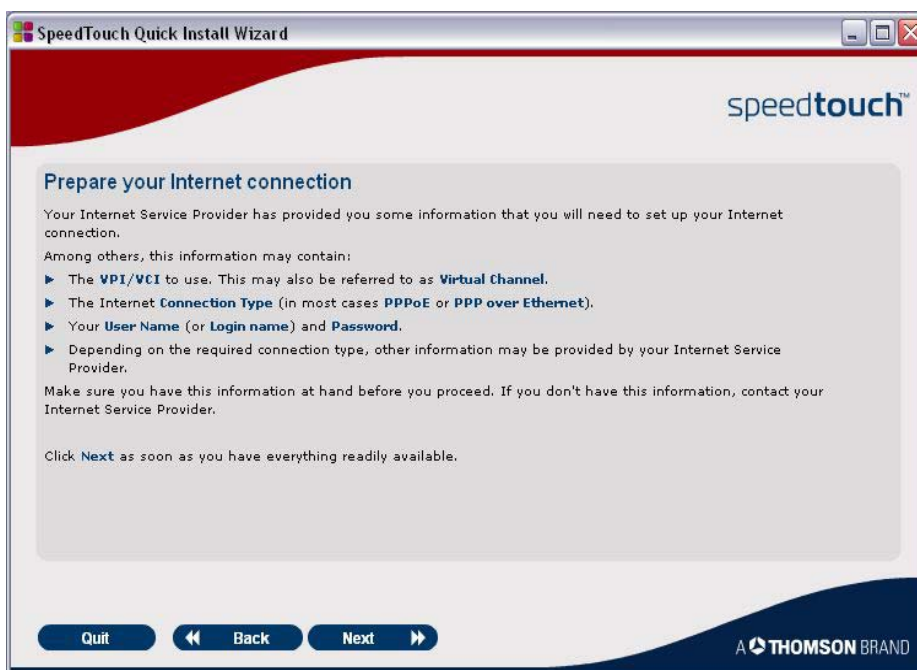 SpeedTouch Quick Install Wizard
speedtouch™
Prepare your Internet connection
Your Internet Service Provider has provided you some information that you will need to set up your Internet
connection.
Among others, this information may contain:
The VPI/VCI to use. This may also be referred to as Virtual Channel.
The Internet Connection Type (in most cases PPPoE or PPP over Ethernet).
Your User Name (or Login name) and Password.
Depending on the required connection type, other information may be provided by your Internet Service
Provider.
Make sure you have this information at hand before you proceed. If you don't have this information, contact your
Internet Service Provider.
Click Next as soon as you have everything readily available.
Quit Back Next
A THOMSON BRAND